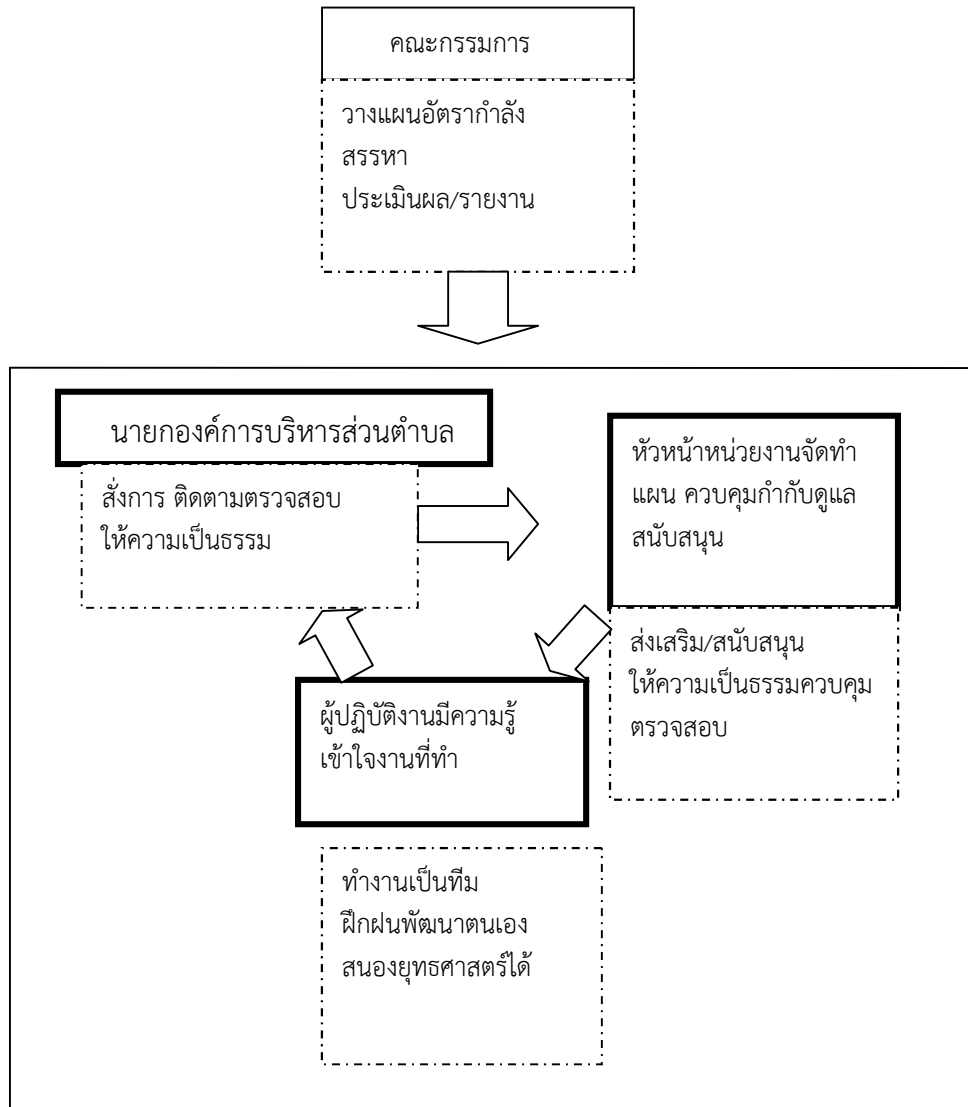 คณะกรรมการ
วางแผนอัตรากำลัง
สรรหา
ประเมินผล/รายงาน
นายกองค์การบริหารส่วนตำบล
สั่งการ ติดตามตรวจสอบ
ให้ความเป็นธรรม
หัวหน้าหน่วยงานจัดทำ
แผน ควบคุมกำกับดูแล
สนับสนุน
ส่งเสริม/สนับสนุน
ให้ความเป็นธรรมควบคุม
ตรวจสอบ
ผู้ปฏิบัติงานมีความรู้
เข้าใจงานที่ทำ
ทำงานเป็นทีม
ฝึกฝนพัฒนาตนเอง
สนองยุทธศาสตร์ได้